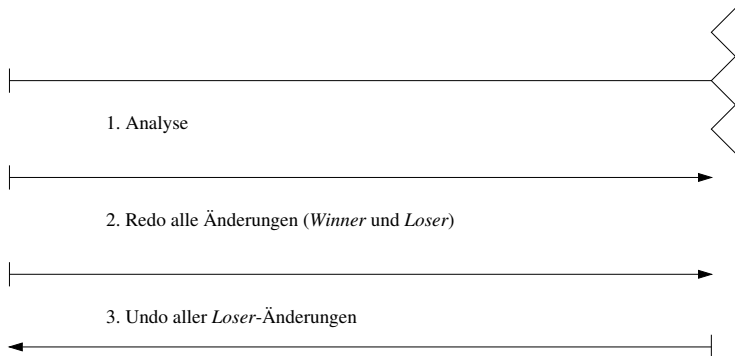 1. Analyse
2. Redo alle Änderungen (Winner und Loser)
3. Undo aller Loser-Änderungen